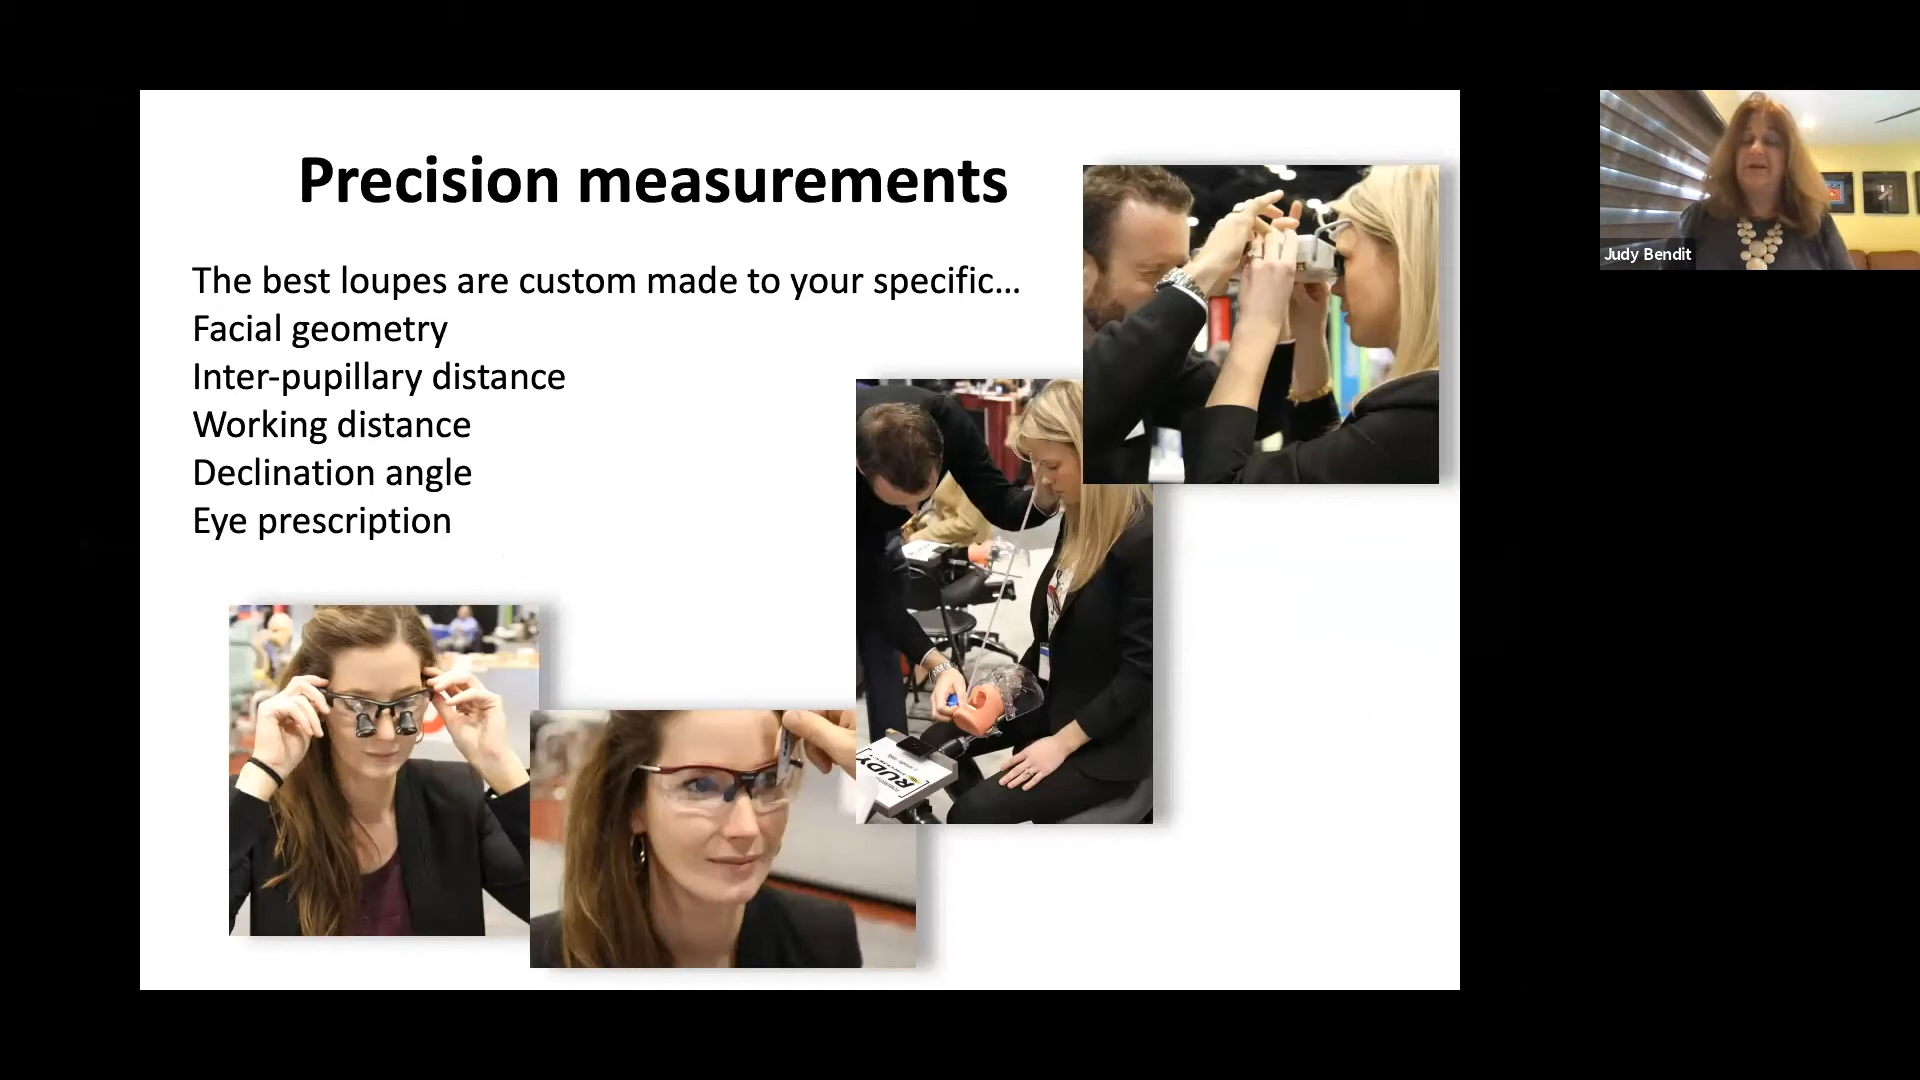 Precision measurements
The best loupes are custom made to your specific...
Facial geometry
Inter-pupillary distance
Working distance
Declination angle
Eye prescription
Judy Bendit
RUDY